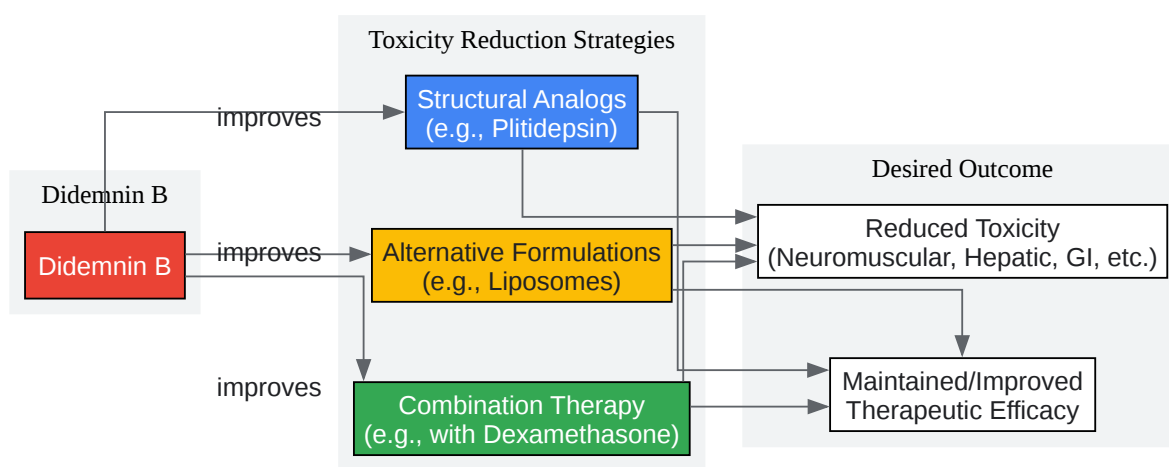 Toxicity Reduction Strategies
Structural Analogs
(e.g., Plitidepsin)
improves
Didemnin B
Didemnin B
improves
Alternative Formulations
(e.g., Liposomes)
improves
Combination Therapy
(e.g., with Dexamethasone)
Desired Outcome
Reduced Toxicity
(Neuromuscular, Hepatic, GI, etc.)
Maintained/Improved
Therapeutic Efficacy